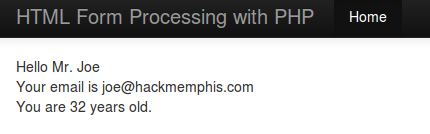 HTML Form Processing with PHP Home
Hello Mr. Joe
Your email is joe@hackmemphis.com
You are 32 years old.